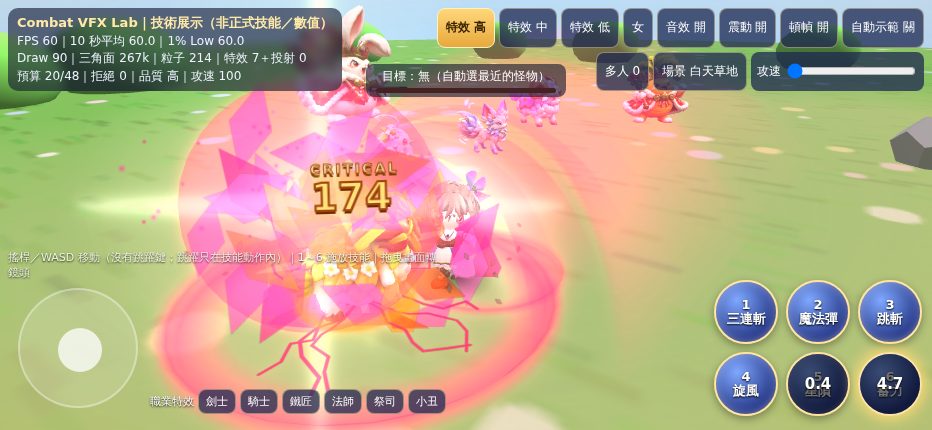 Combat VFX Lab｜技術展示（非正式技能／數值）
FPS 60｜10 秒平均 60.0｜1% Low 60.0
Draw 90｜三角面 267k｜粒子 214｜特效 7＋投射 0
預算 20/48｜拒絕 0｜品質 高｜攻速 100
特效 高
特效 中
特效 低
女
音效 開
震動 開
頓幀 開
自動示範 關
目標：無（自動選最近的怪物）
多人 0
場景 白天草地
攻速
CRITICAL
174
搖桿／WASD 移動（沒有跳躍鍵；跳躍只在技能動作內）｜1–6 施放技能｜拖曳畫面轉
鏡頭
1
三連斬
2
魔法彈
3
跳斬
4
旋風
0.4
4.7
職業特效
劍士
騎士
鐵匠
法師
祭司
小丑